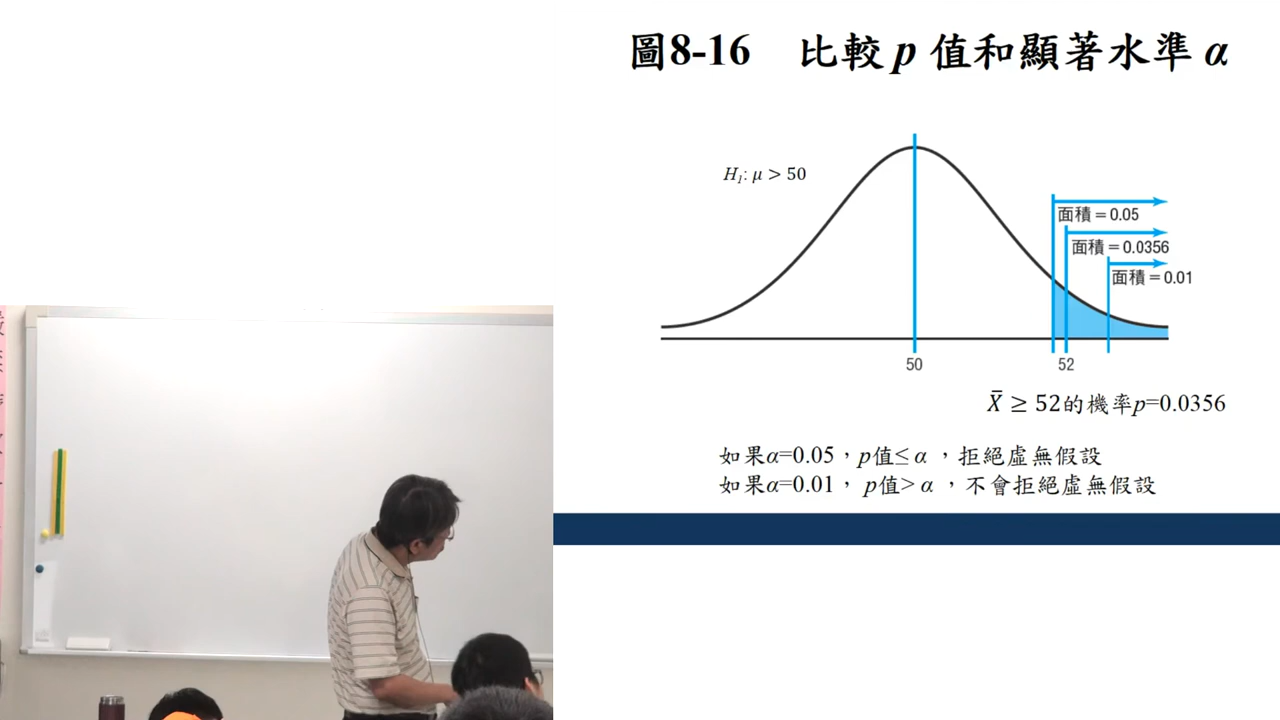 圖8-16 比較 p 值和顯著水準 α
H₁: μ > 50
面積＝0.05
面積＝0.0356
面積＝0.01
50
52
X̄ ≥ 52的機率p=0.0356
如果α=0.05，p值≤ α ，拒絕虛無假設
如果α=0.01， p值> α ，不會拒絕虛無假設